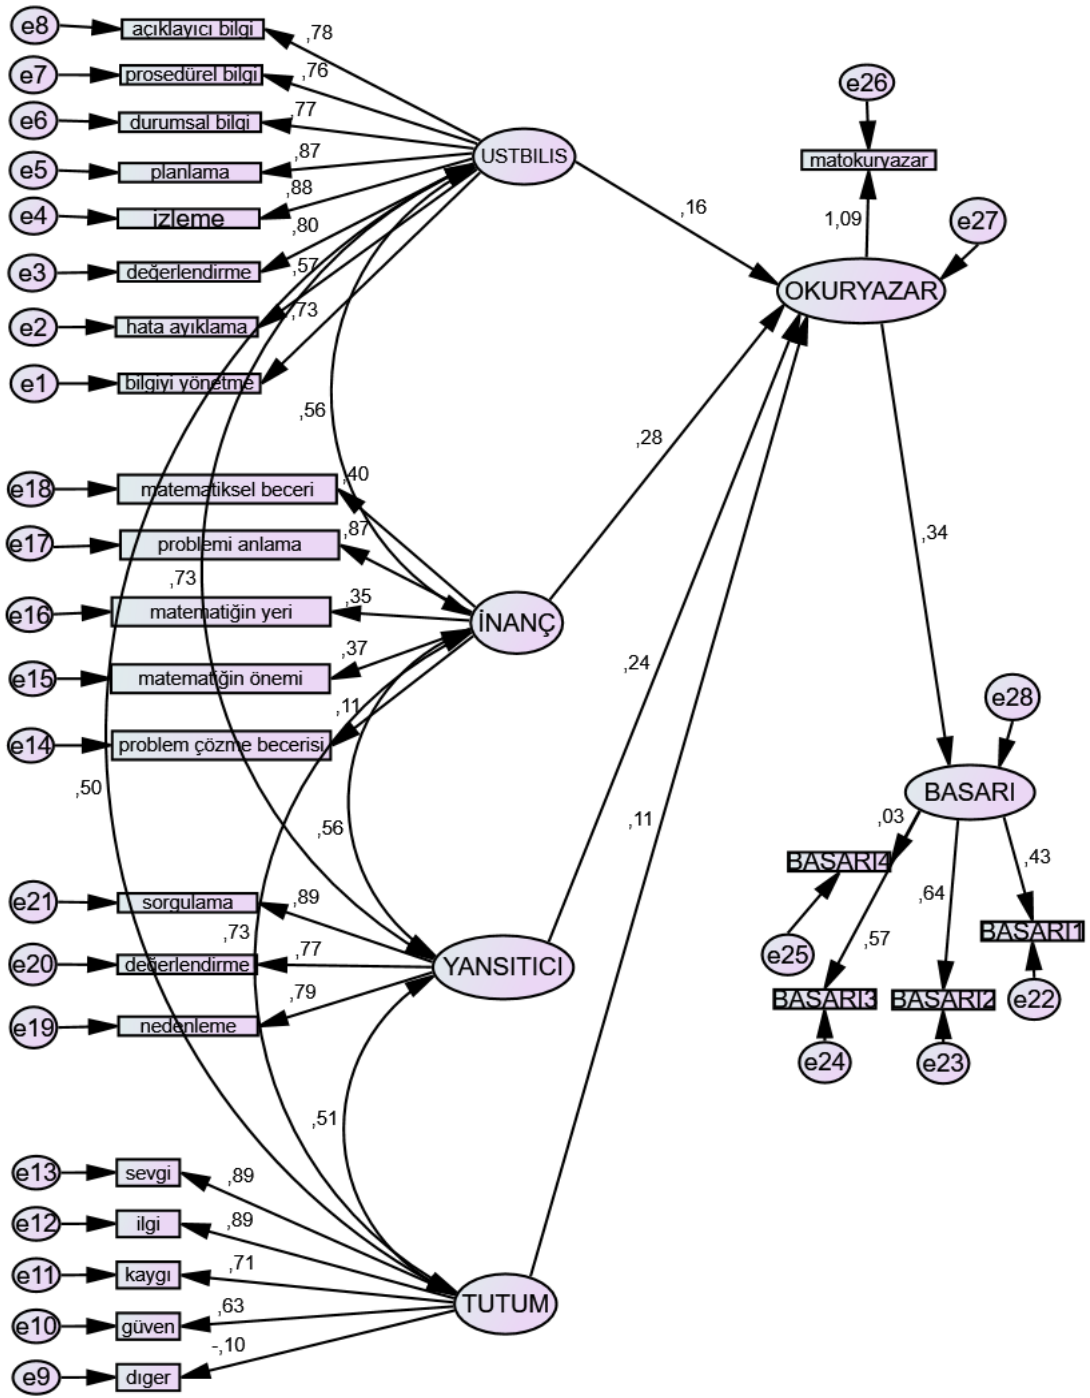 e8
açıklayıcı bilgi
,78
e7
prosedürel bilgi
,76
e6
durumsal bilgi
,77
e5
planlama
,87
e4
izleme
,88
e3
değerlendirme
,80
e2
hata ayıklama
,57
e1
bilgiyi yönetme
,73
USTBILIS
,16
e26
matokuryazar
1,09
e27
OKURYAZAR
,56
,28
,34
e18
matematiksel beceri
,40
e17
problemi anlama
,87
e16
matematiğin yeri
,35
e15
matematiğin önemi
,37
e14
problem çözme becerisi
,11
İNANÇ
,73
,24
,50
,56
,11
e28
BASARI
,03
BASARI4
e25
,57
BASARI3
e24
,64
BASARI2
e23
,43
BASARI1
e22
e21
sorgulama
,89
e20
değerlendirme
,77
e19
nedenleme
,79
YANSITICI
,73
,51
e13
sevgi
,89
e12
ilgi
,89
e11
kaygı
,71
e10
güven
,63
e9
dıger
-,10
TUTUM